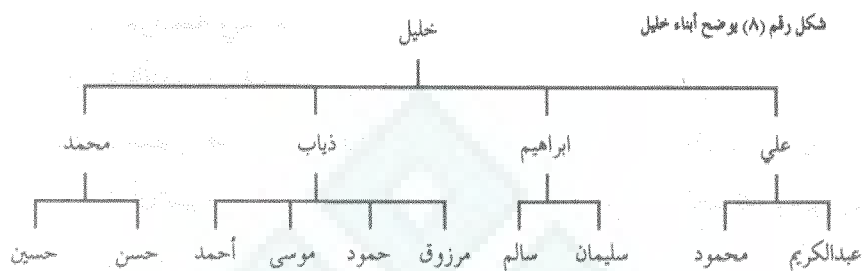 شكل رقم (٨) يوضح أبناء خليل
خليل
علي ابراهيم ذياب محمد
عبدالكريم محمود سليمان سالم مرزوق حمود موسى أحمد حسن حسين